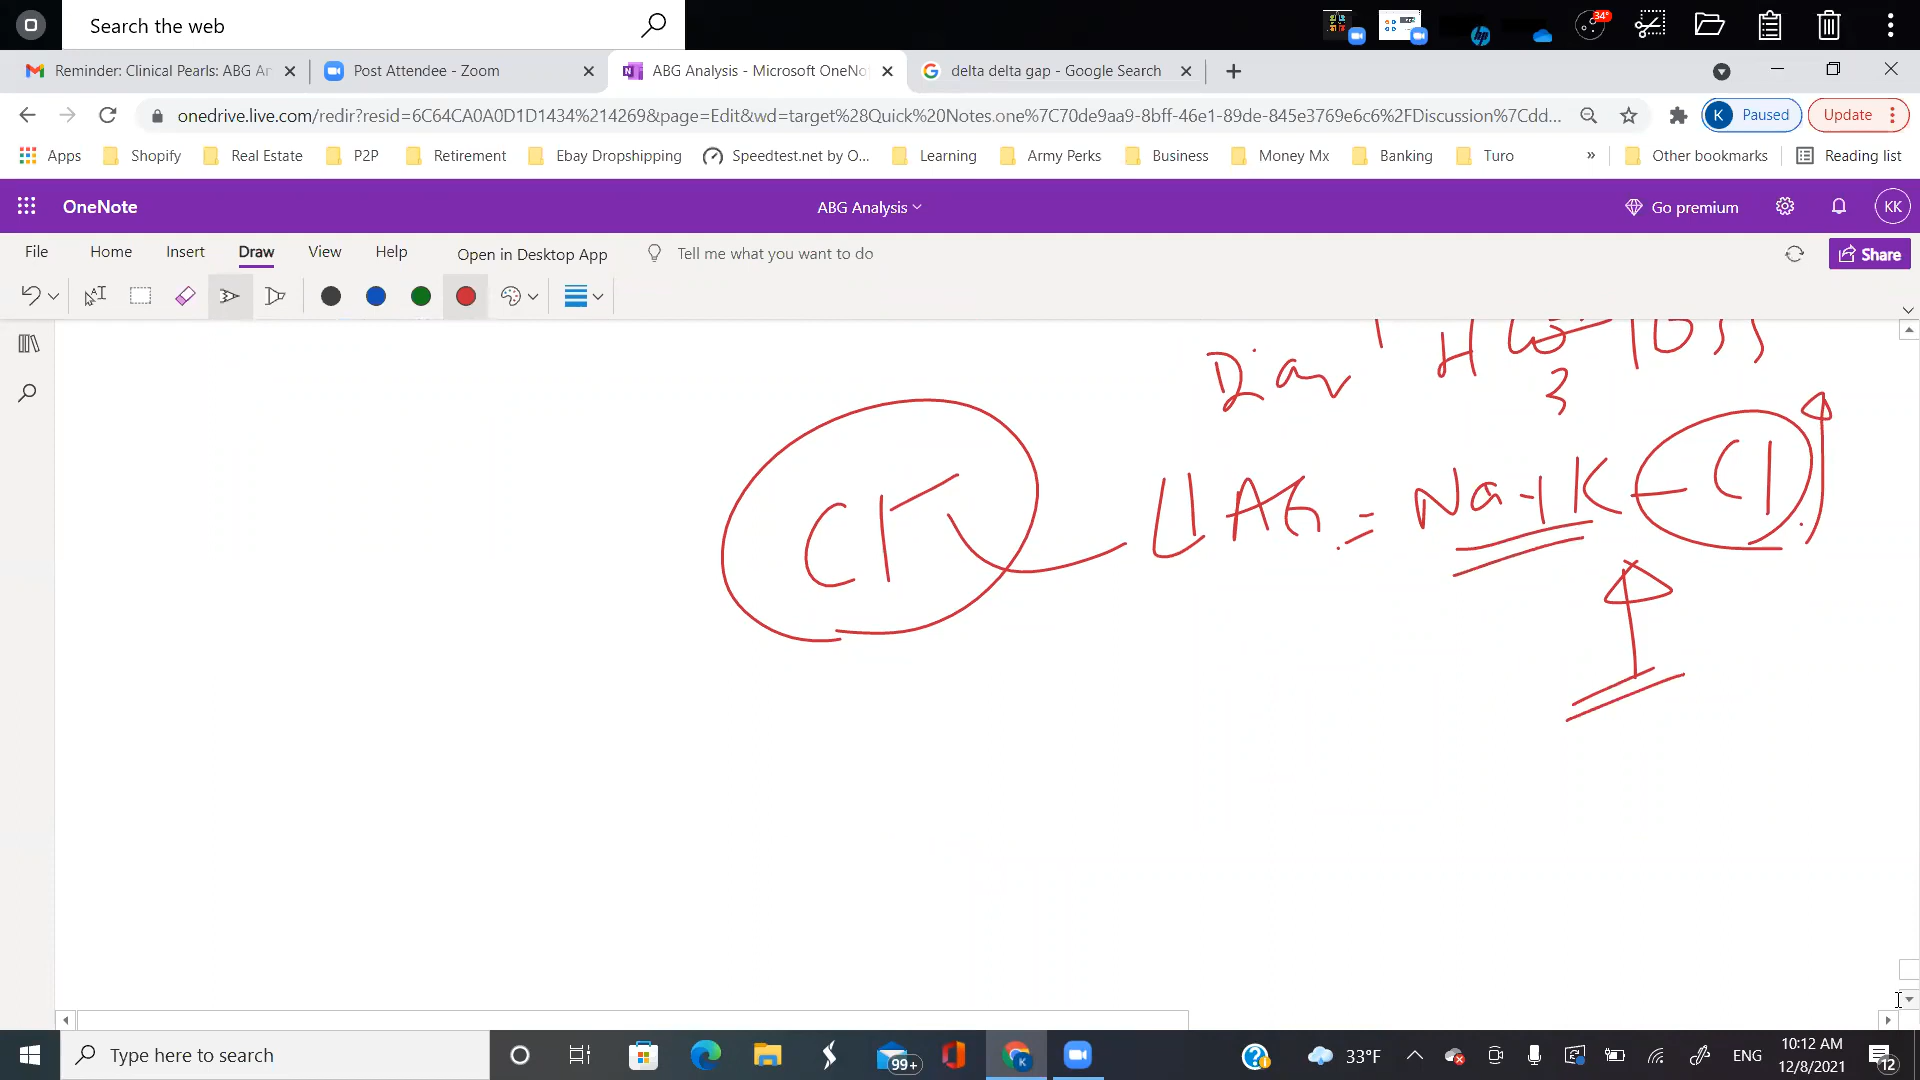 Search the web
34°
Reminder: Clinical Pearls: ABG An
Post Attendee - Zoom
ABG Analysis - Microsoft OneNo
delta delta gap - Google Search
onedrive.live.com/redir?resid=6C64CA0A0D1D1434%214269&page=Edit&wd=target%28Quick%20Notes.one%7C70de9aa9-8bff-46e1-89de-845e3769e6c6%2FDiscussion%7Cdd...
K Paused
Update
Apps Shopify Real Estate P2P Retirement Ebay Dropshipping Speedtest.net by O... Learning Army Perks Business Money Mx Banking Turo » Other bookmarks Reading list
OneNote
ABG Analysis
Go premium
KK
File Home Insert Draw View Help Open in Desktop App Tell me what you want to do
Share
3
Cl-
UAG = Na + K - Cl
Type here to search
99+
33°F
ENG
10:12 AM
12/8/2021
12